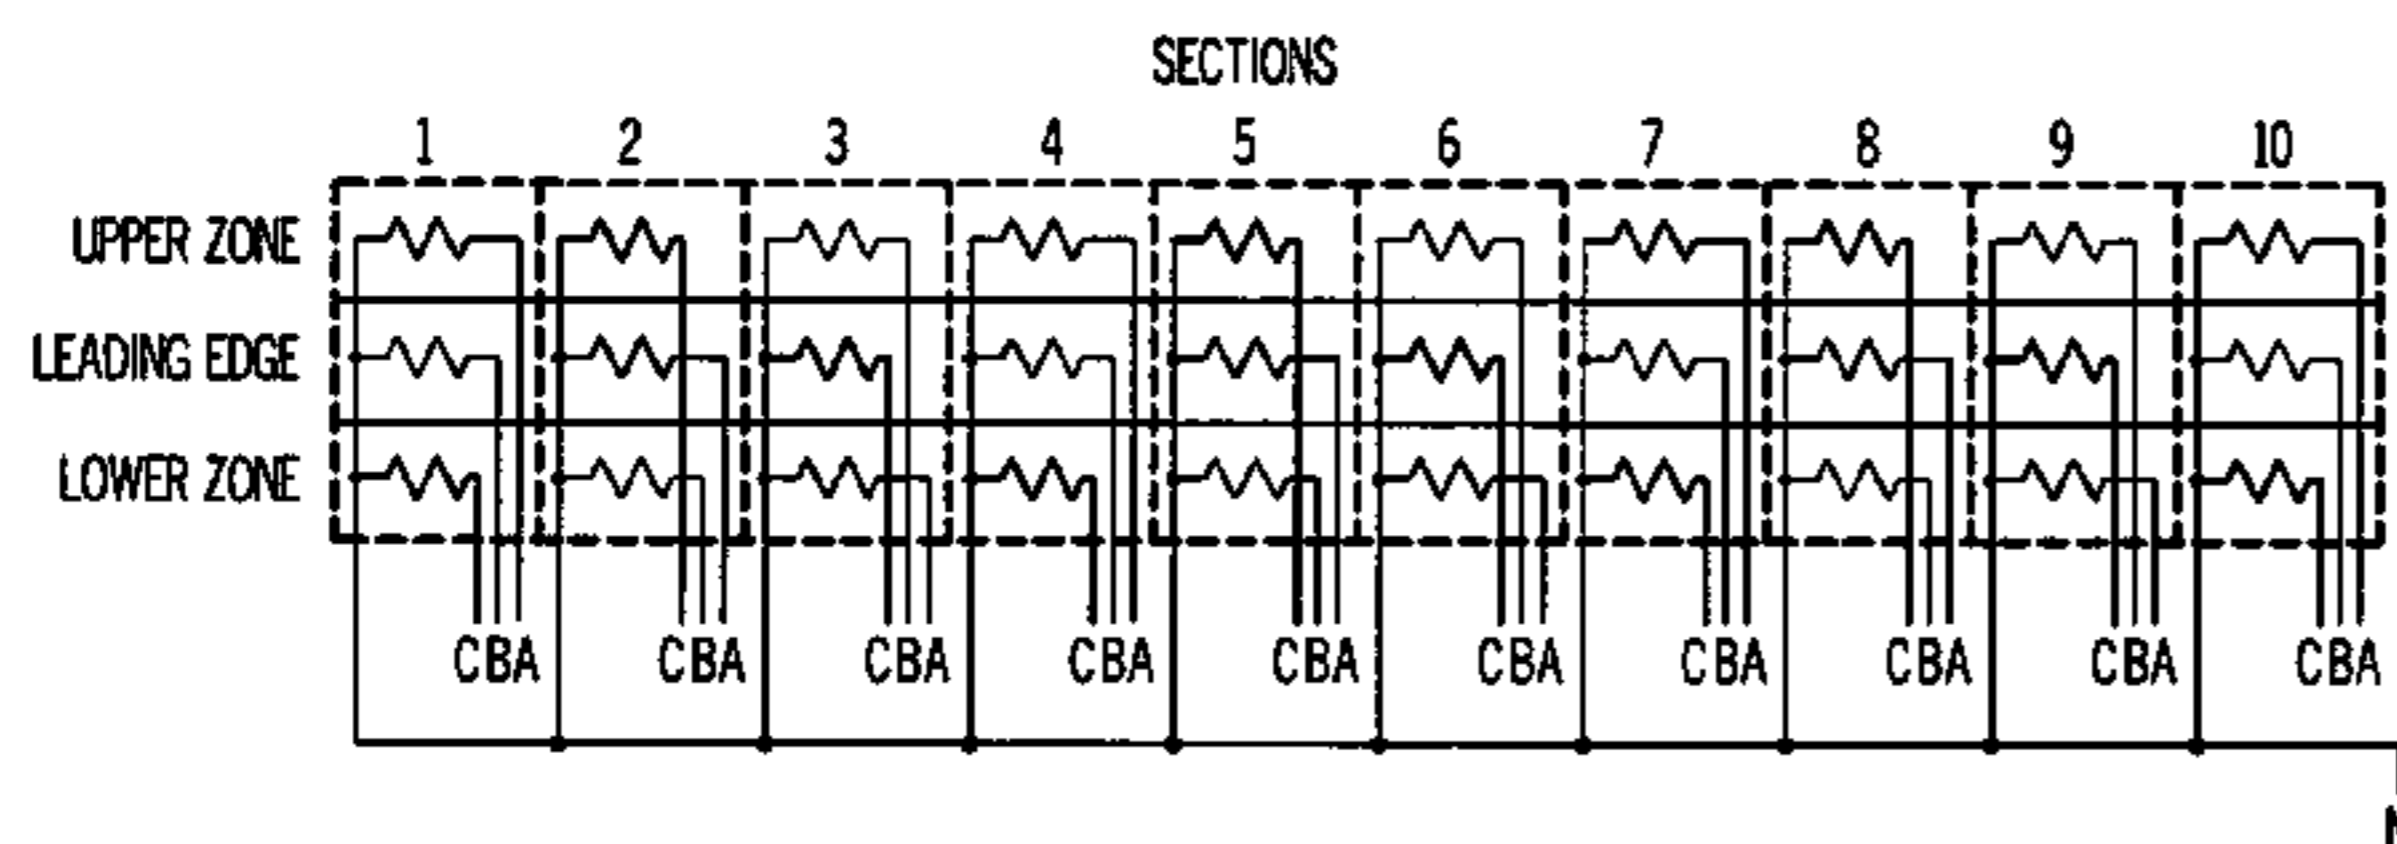 SECTIONS
1 2 3 4 5 6 7 8 9 10
UPPER ZONE
LEADING EDGE
LOWER ZONE
CBA CBA CBA CBA CBA CBA CBA CBA CBA CBA